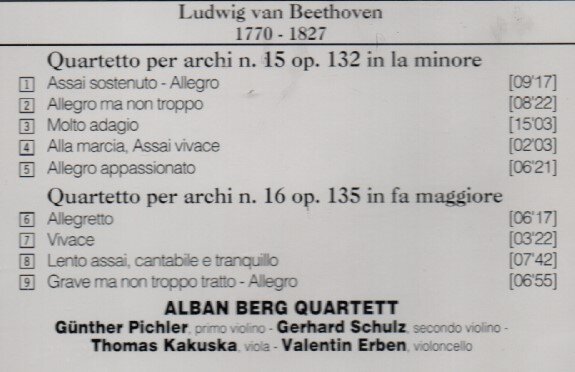 Ludwig van Beethoven
1770 - 1827
Quartetto per archi n. 15 op. 132 in la minore
1 Assai sostenuto - Allegro [09'17]
2 Allegro ma non troppo [08'22]
3 Molto adagio [15'03]
4 Alla marcia, Assai vivace [02'03]
5 Allegro appassionato [06'21]
Quartetto per archi n. 16 op. 135 in fa maggiore
6 Allegretto [06'17]
7 Vivace [03'22]
8 Lento assai, cantabile e tranquillo [07'42]
9 Grave ma non troppo tratto - Allegro [06'55]
ALBAN BERG QUARTETT
Günther Pichler, primo violino - Gerhard Schulz, secondo violino -
Thomas Kakuska, viola - Valentin Erben, violoncello